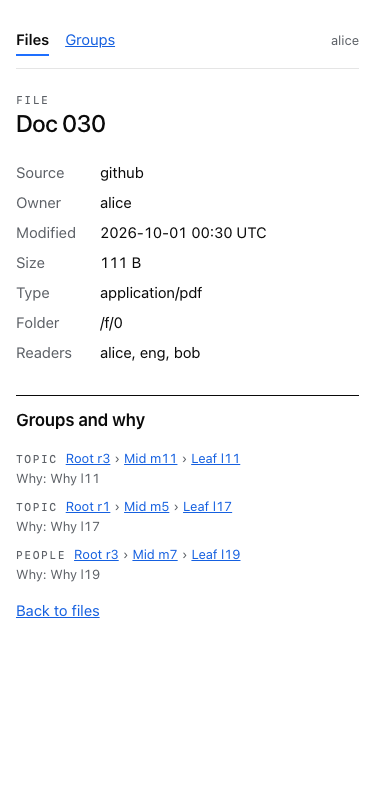 Files Groups alice
FILE
Doc 030
Source github
Owner alice
Modified 2026-10-01 00:30 UTC
Size 111 B
Type application/pdf
Folder /f/0
Readers alice, eng, bob
Groups and why
TOPIC Root r3 › Mid m11 › Leaf l11
Why: Why l11
TOPIC Root r1 › Mid m5 › Leaf l17
Why: Why l17
PEOPLE Root r3 › Mid m7 › Leaf l19
Why: Why l19
Back to files